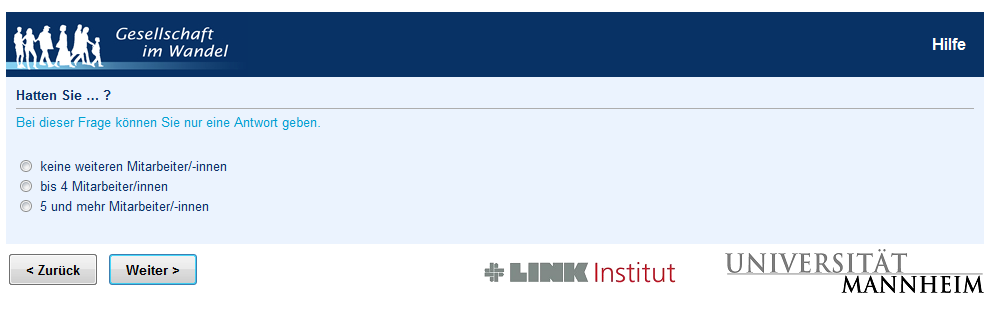 Gesellschaft
im Wandel
Hilfe
Hatten Sie ... ?
Bei dieser Frage können Sie nur eine Antwort geben.
keine weiteren Mitarbeiter/-innen
bis 4 Mitarbeiter/innen
5 und mehr Mitarbeiter/-innen
< Zurück
Weiter >
LINK Institut
UNIVERSITÄT
MANNHEIM